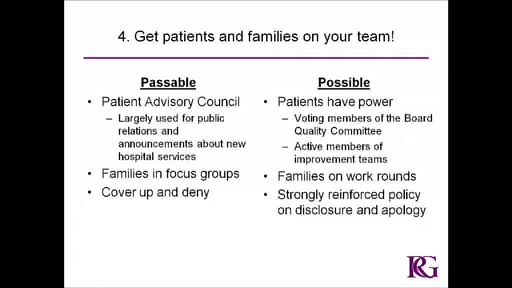 4. Get patients and families on your team!
Passable
• Patient Advisory Council
– Largely used for public
relations and
announcements about new
hospital services
• Families in focus groups
• Cover up and deny
Possible
• Patients have power
– Voting members of the Board
Quality Committee
– Active members of
improvement teams
• Families on work rounds
• Strongly reinforced policy
on disclosure and apology
RG